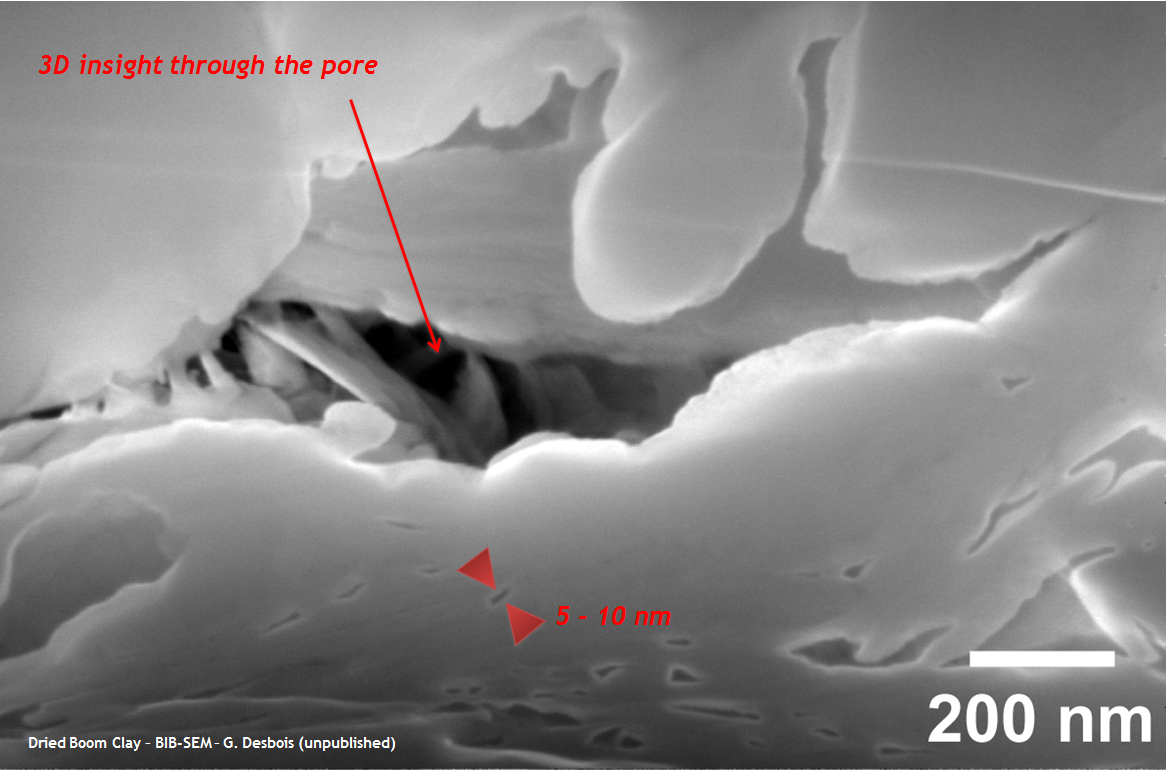 3D insight through the pore
5 - 10 nm
200 nm
Dried Boom Clay - BIB-SEM - G. Desbois (unpublished)